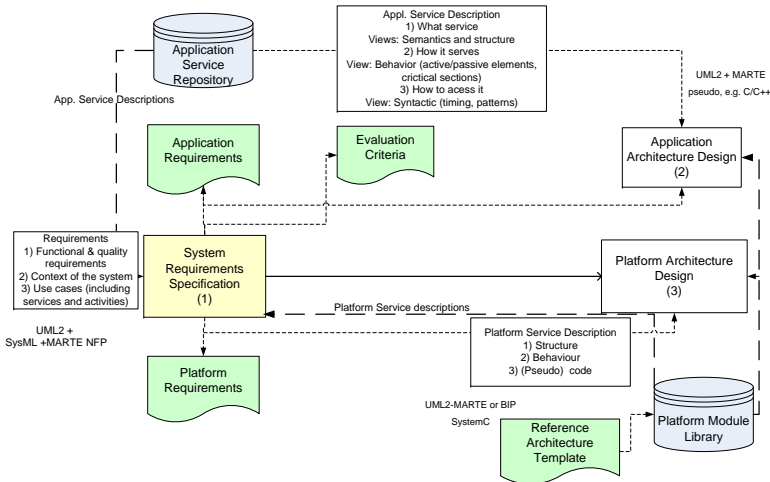 Application
Service
Repository
Appl. Service Description
1) What service
Views: Semantics and structure
2) How it serves
View: Behavior (active/passive elements,
crictical sections)
3) How to acess it
View: Syntactic (timing, patterns)
UML2 + MARTE
pseudo, e.g. C/C++
App. Service Descriptions
Application
Requirements
Evaluation
Criteria
Application
Architecture Design
(2)
Requirements
1) Functional & quality
requirements
2) Context of the system
3) Use cases (including
services and activities)
System
Requirements
Specification
(1)
Platform Architecture
Design
(3)
Platform Service descriptions
UML2 +
SysML +MARTE NFP
Platform Service Description
1) Structure
2) Behaviour
3) (Pseudo) code
Platform
Requirements
UML2-MARTE or BIP
SystemC
Reference
Architecture
Template
Platform Module
Library